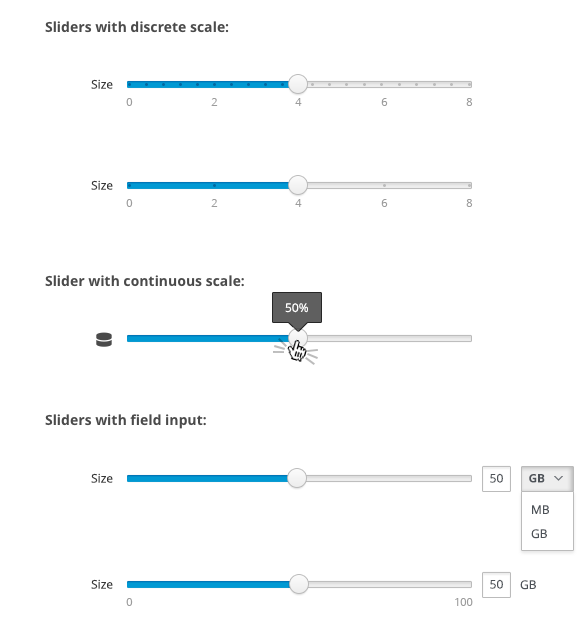 Sliders with discrete scale:
Size
0 2 4 6 8
Size
0 2 4 6 8
Slider with continuous scale:
50%
Sliders with field input:
Size 50 GB
MB
GB
Size 50 GB
0 100